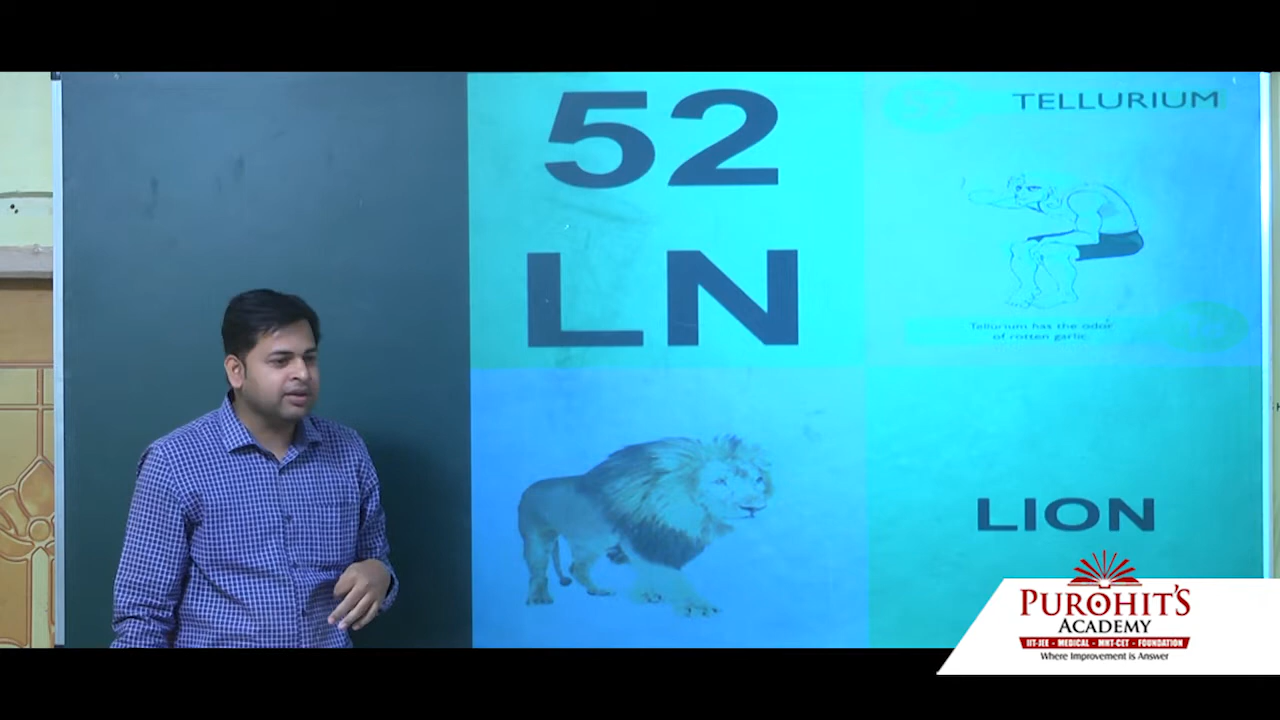 52
LN
52
TELLURIUM
Tellurium has the odor
of rotten garlic
LION
PUROHIT'S
ACADEMY
IIT-JEE - MEDICAL - MHT-CET - FOUNDATION
Where Improvement is Answer